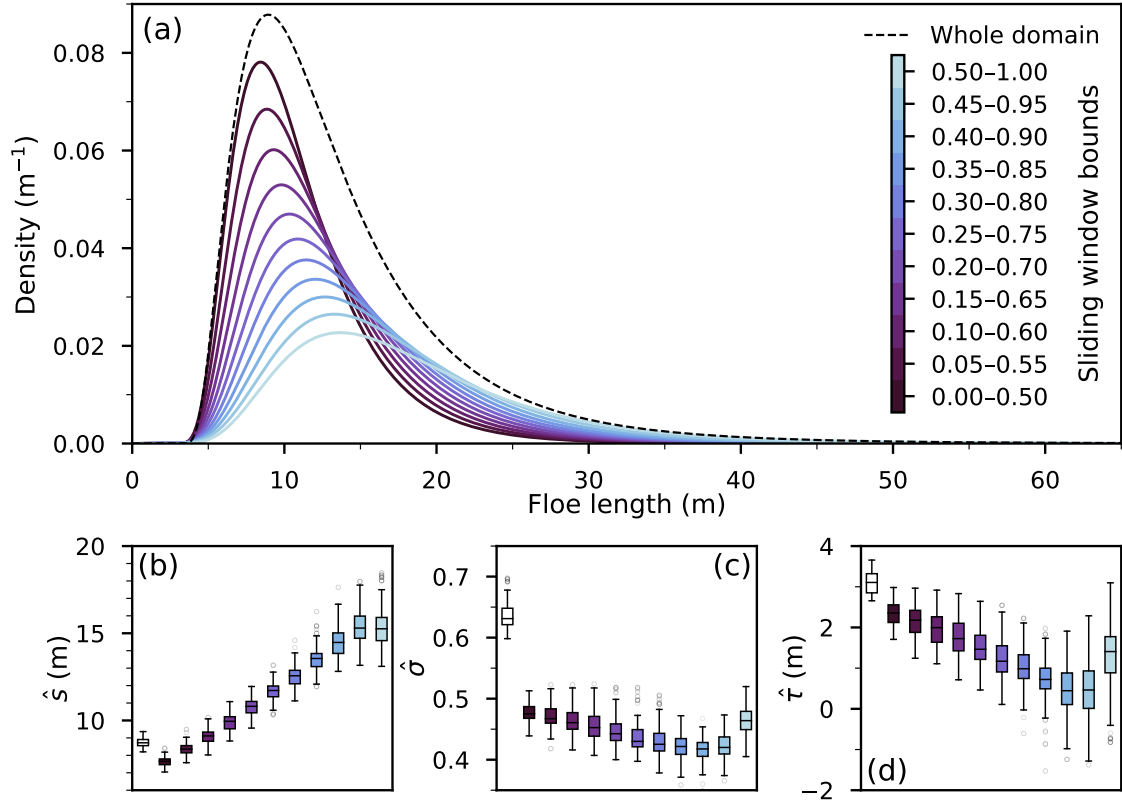 (a)
Density (m⁻¹)
0.08
0.06
0.04
0.02
0.00
0 10 20 30 40 50 60
Floe length (m)
Whole domain
0.50–1.00
0.45–0.95
0.40–0.90
0.35–0.85
0.30–0.80
0.25–0.75
0.20–0.70
0.15–0.65
0.10–0.60
0.05–0.55
0.00–0.50
Sliding window bounds
(b)
ŝ (m)
20
15
10
(c)
σ̂
0.7
0.6
0.5
0.4
(d)
τ̂ (m)
4
2
0
−2